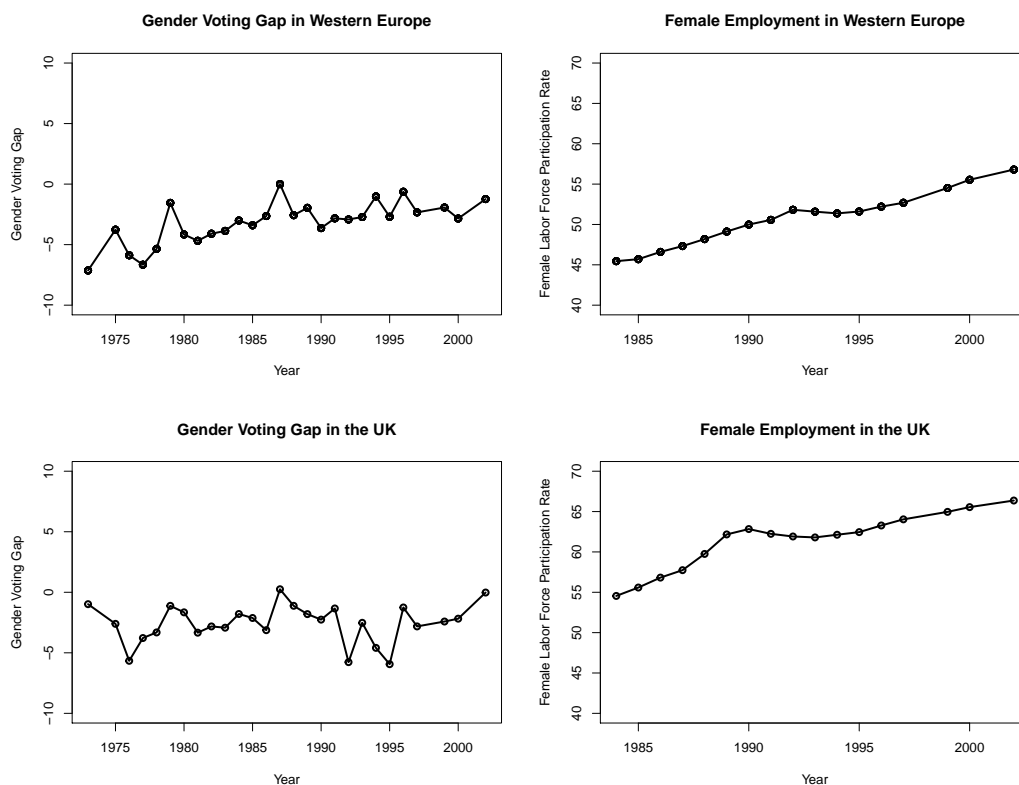 Gender Voting Gap in Western Europe
Gender Voting Gap
10
5
0
−5
−10
1975 1980 1985 1990 1995 2000
Year
Female Employment in Western Europe
Female Labor Force Participation Rate
70
65
60
55
50
45
40
1985 1990 1995 2000
Year
Gender Voting Gap in the UK
Gender Voting Gap
10
5
0
−5
−10
1975 1980 1985 1990 1995 2000
Year
Female Employment in the UK
Female Labor Force Participation Rate
70
65
60
55
50
45
40
1985 1990 1995 2000
Year